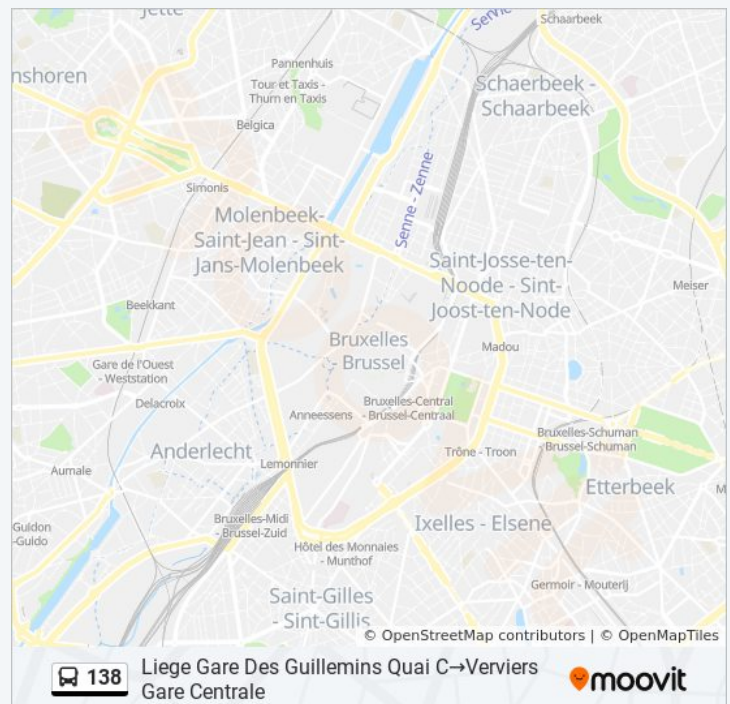 Jette
Senne
Schaarbeek
nshoren
Pannenhuis
Tour et Taxis -
Thurn en Taxis
Schaerbeek -
Schaarbeek
Belgica
Senne - Zenne
Simonis
Molenbeek-
Saint-Jean - Sint-
Jans-Molenbeek
Saint-Josse-ten-
Noode - Sint-
Joost-ten-Node
Meiser
Beekkant
Bruxelles
- Brussel
Madou
Gare de l'Ouest
- Weststation
Delacroix
Bruxelles-Central
- Brussel-Centraal
Anneessens
Bruxelles-Schuman
- Brussel-Schuman
Anderlecht
Trône - Troon
Lemonnier
Aumale
Etterbeek
M
Guidon
-Guido
Bruxelles-Midi
- Brussel-Zuid
Ixelles - Elsene
Hôtel des Monnaies
- Munthof
Germoir - Mouterij
Saint-Gilles
- Sint-Gillis
© OpenStreetMap contributors | © OpenMapTiles
138
Liege Gare Des Guillemins Quai C→Verviers
Gare Centrale
moovit